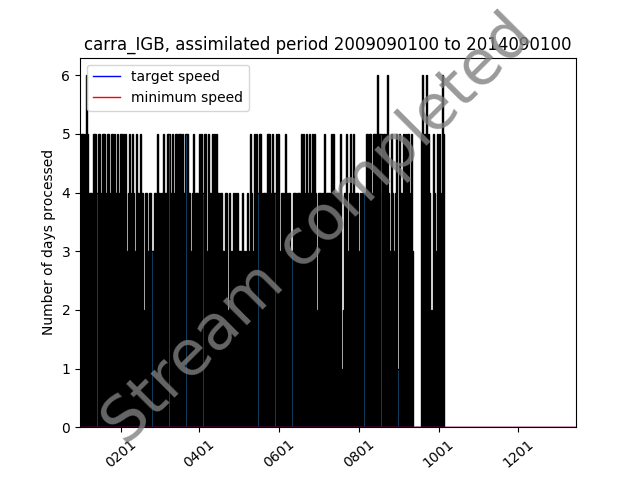 carra_IGB, assimilated period 2009090100 to 2014090100
target speed
minimum speed
Number of days processed
6
5
4
3
2
1
0
0201 0401 0601 0801 1001 1201
Stream completed